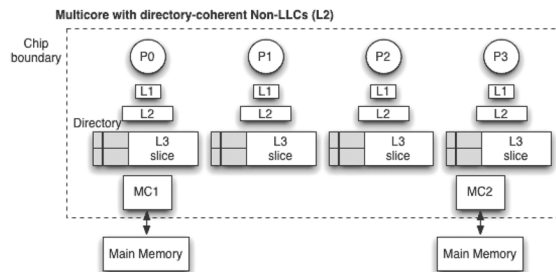 Multicore with directory-coherent Non-LLCs (L2)
Chip boundary
P0 P1 P2 P3
L1 L1 L1 L1
L2 L2 L2 L2
Directory
L3 slice L3 slice L3 slice L3 slice
MC1 MC2
Main Memory Main Memory